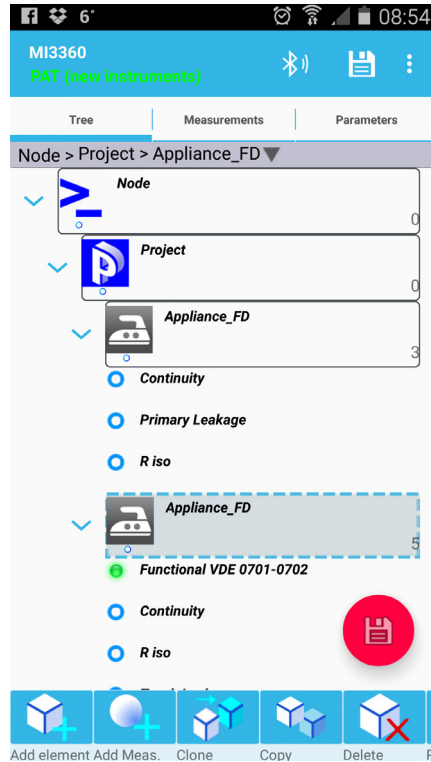 6° 08:54
MI3360
PAT (new instruments)
Tree Measurements Parameters
Node > Project > Appliance_FD
Node
0
Project
0
Appliance_FD
3
Continuity
Primary Leakage
R iso
Appliance_FD
5
Functional VDE 0701-0702
Continuity
R iso
Add element Add Meas. Clone Copy Delete